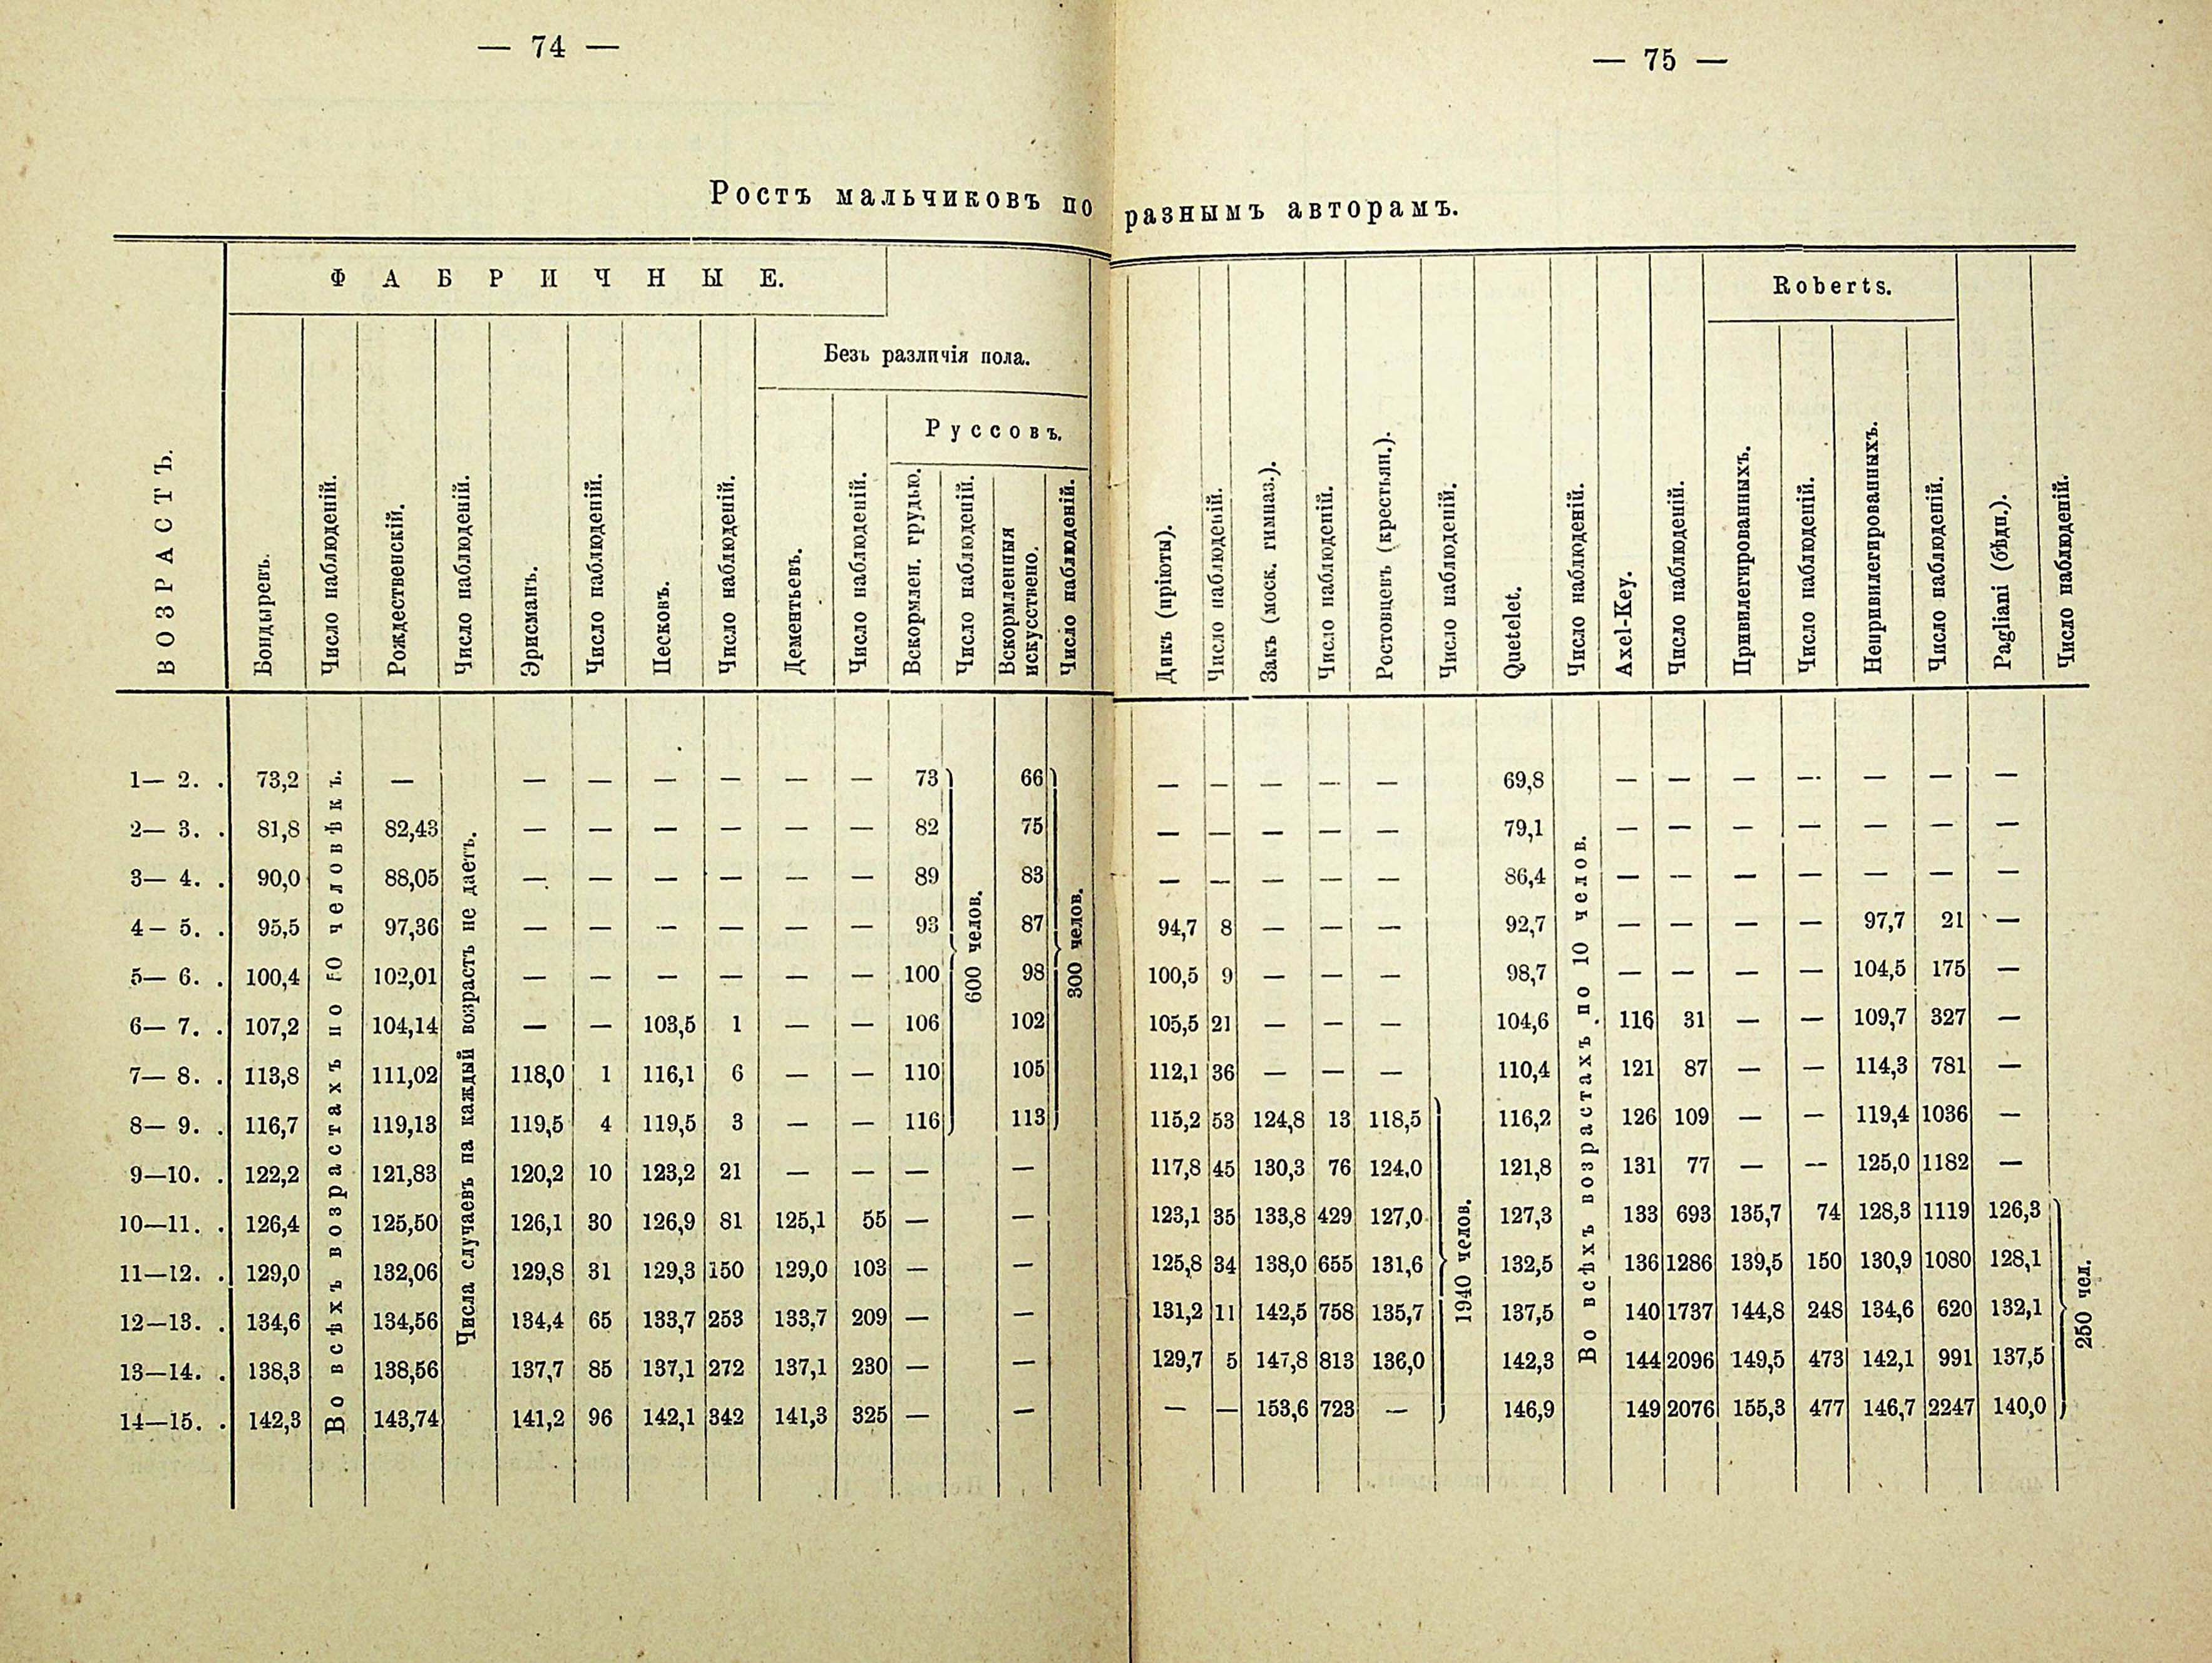 — 74 —
— 75 —
Ростъ мальчиковъ по разнымъ авторамъ.
ВОЗРАСТЪ.
ФАБРИЧНЫЕ.
Безъ различія пола.
Руссовъ.
Roberts.
Бондыревъ.
Число наблюденій.
Рождественскій.
Число наблюденій.
Эрисманъ.
Число наблюденій.
Песковъ.
Число наблюденій.
Дементьевъ.
Число наблюденій.
Вскормлен. грудью.
Число наблюденій.
Вскормленныя искусственно.
Число наблюденій.
Дикъ (пріюты).
Число наблюденій.
Закъ (моск. гимназ.).
Число наблюденій.
Ростовцевъ (крестьян.).
Число наблюденій.
Quetelet.
Число наблюденій.
Axel-Key.
Число наблюденій.
Привилегированныхъ.
Число наблюденій.
Непривилегированныхъ.
Число наблюденій.
Pagliani (бѣдн.).
Число наблюденій.
1— 2. . 73,2 — — — — — — — 73 66 — — — — — 69,8 — — — — — — —
2— 3. . 81,8 82,43 — — — — — — 82 75 — — — — — 79,1 — — — — — — —
3— 4. . 90,0 88,05 — — — — — — 89 83 — — — — — 86,4 — — — — — — —
4— 5. . 95,5 97,36 — — — — — — 93 87 94,7 8 — — — 92,7 — — — — 97,7 21 —
5— 6. . 100,4 102,01 — — — — — — 100 98 100,5 9 — — — 98,7 — — — — 104,5 175 —
6— 7. . 107,2 104,14 — — 103,5 1 — — 106 102 105,5 21 — — — 104,6 116 31 — — 109,7 327 —
7— 8. . 113,8 111,02 118,0 1 116,1 6 — — 110 105 112,1 36 — — — 110,4 121 87 — — 114,3 781 —
8— 9. . 116,7 119,13 119,5 4 119,5 3 — — 116 113 115,2 53 124,8 13 118,5 116,2 126 109 — — 119,4 1036 —
9—10. . 122,2 121,83 120,2 10 123,2 21 — — — — 117,8 45 130,3 76 124,0 121,8 131 77 — — 125,0 1182 —
10—11. . 126,4 125,50 126,1 30 126,9 81 125,1 55 — — 123,1 35 133,8 429 127,0 127,3 133 693 135,7 74 128,3 1119 126,3
11—12. . 129,0 132,06 129,8 31 129,3 150 129,0 103 — — 125,8 34 138,0 655 131,6 132,5 136 1286 139,5 150 130,9 1080 128,1
12—13. . 134,6 134,56 134,4 65 133,7 253 133,7 209 — — 131,2 11 142,5 758 135,7 137,5 140 1737 144,8 248 134,6 620 132,1
13—14. . 138,3 138,56 137,7 85 137,1 272 137,1 230 — — 129,7 5 147,8 813 136,0 142,3 144 2096 149,5 473 142,1 991 137,5
14—15. . 142,3 143,74 141,2 96 142,1 342 141,3 325 — — — — 153,6 723 — 146,9 149 2076 155,3 477 146,7 2247 140,0
Во всѣхъ возрастахъ по 50 человѣкъ.
Числа случаевъ на каждый возрастъ не даетъ.
600 челов.
300 челов.
1940 челов.
Во всѣхъ возрастахъ по 10 челов.
250 чел.